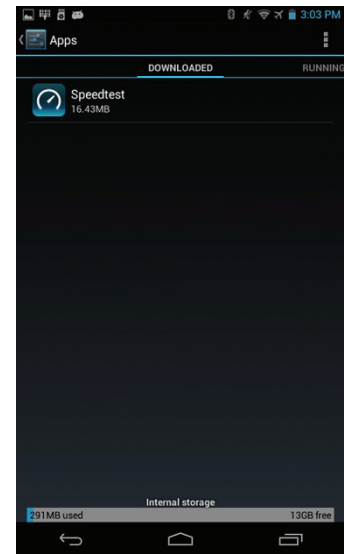 3:03 PM
Apps
DOWNLOADED RUNNING
Speedtest
16.43MB
Internal storage
291MB used 13GB free